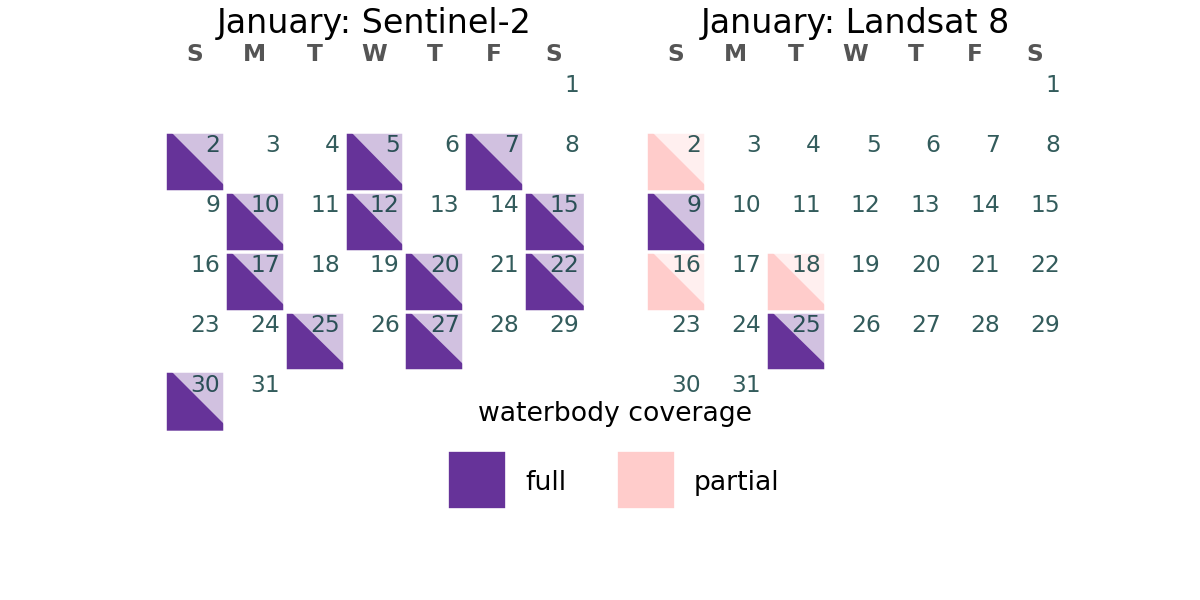 January: Sentinel-2
S M T W T F S
1
2 3 4 5 6 7 8
9 10 11 12 13 14 15
16 17 18 19 20 21 22
23 24 25 26 27 28 29
30 31
January: Landsat 8
S M T W T F S
1
2 3 4 5 6 7 8
9 10 11 12 13 14 15
16 17 18 19 20 21 22
23 24 25 26 27 28 29
30 31
waterbody coverage
full partial